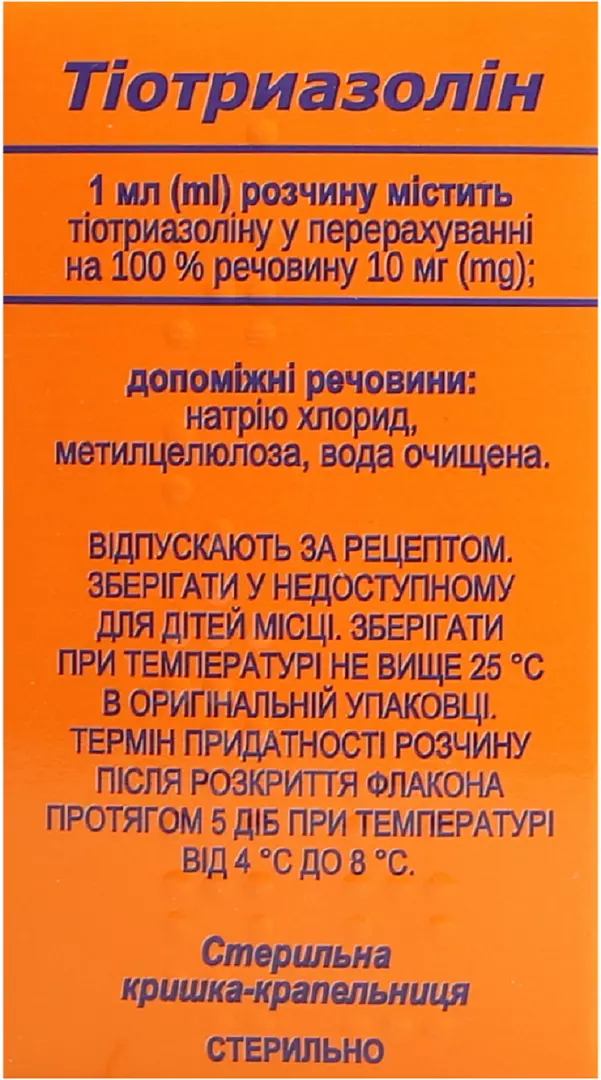 Тіотриазолін
1 мл (ml) розчину містить
тіотриазоліну у перерахуванні
на 100 % речовину 10 мг (mg);
допоміжні речовини:
натрію хлорид,
метилцелюлоза, вода очищена.
ВІДПУСКАЮТЬ ЗА РЕЦЕПТОМ.
ЗБЕРІГАТИ У НЕДОСТУПНОМУ
ДЛЯ ДІТЕЙ МІСЦІ. ЗБЕРІГАТИ
ПРИ ТЕМПЕРАТУРІ НЕ ВИЩЕ 25 °С
В ОРИГІНАЛЬНІЙ УПАКОВЦІ.
ТЕРМІН ПРИДАТНОСТІ РОЗЧИНУ
ПІСЛЯ РОЗКРИТТЯ ФЛАКОНА
ПРОТЯГОМ 5 ДІБ ПРИ ТЕМПЕРАТУРІ
ВІД 4 °С ДО 8 °С.
Стерильна
кришка-крапельниця
СТЕРИЛЬНО